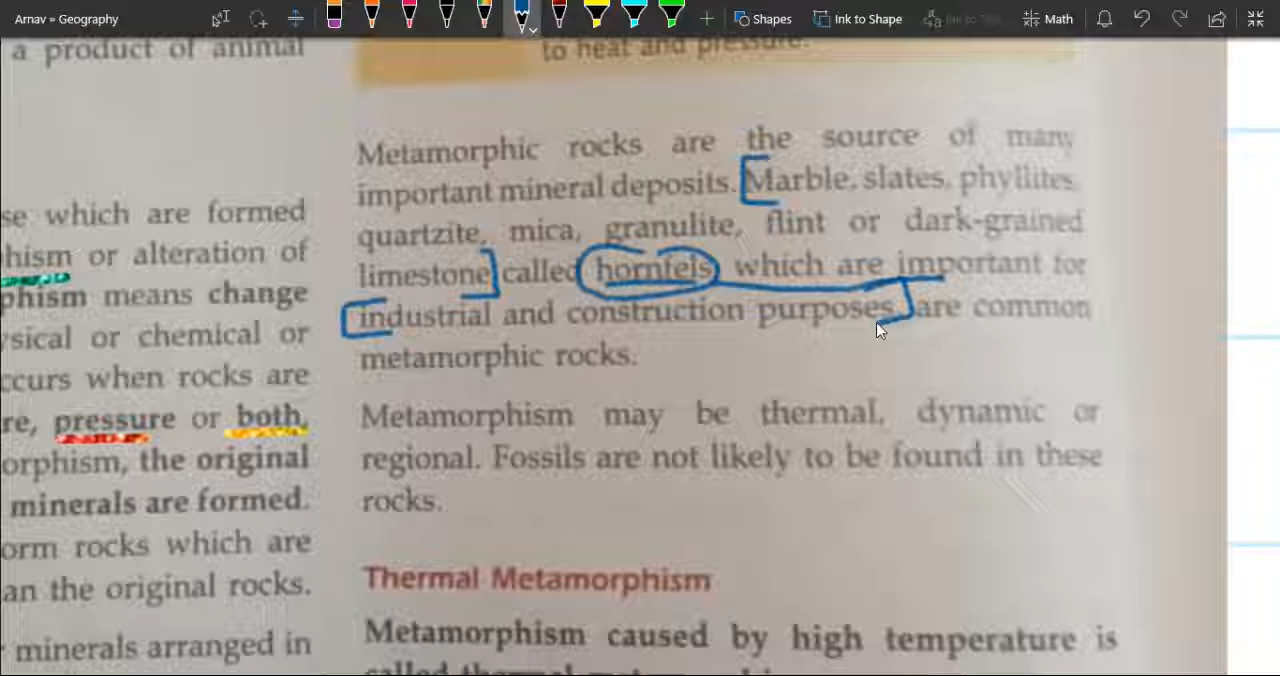 Arnav » Geography
Shapes
Ink to Shape
Math
a product of animal
se which are formed
hism or alteration of
phism means change
ysical or chemical or
ccurs when rocks are
re, pressure or both,
orphism, the original
minerals are formed.
orm rocks which are
an the original rocks.
minerals arranged in
to heat and pressure.
Metamorphic rocks are the source of many
important mineral deposits. Marble, slates, phyllites,
quartzite, mica, granulite, flint or dark-grained
limestone called hornfels which are important for
industrial and construction purposes, are common
metamorphic rocks.
Metamorphism may be thermal, dynamic or
regional. Fossils are not likely to be found in these
rocks.
Thermal Metamorphism
Metamorphism caused by high temperature is